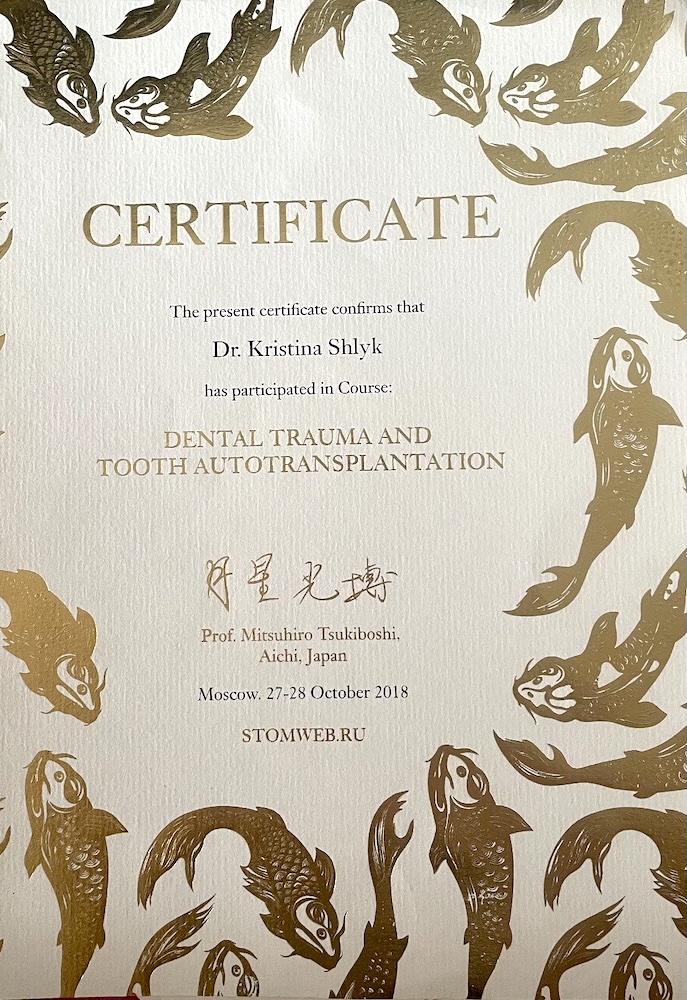 CERTIFICATE
The present certificate confirms that
Dr. Kristina Shlyk
has participated in Course:
DENTAL TRAUMA AND
TOOTH AUTOTRANSPLANTATION
月星光博
Prof. Mitsuhiro Tsukiboshi,
Aichi, Japan
Moscow. 27-28 October 2018
STOMWEB.RU